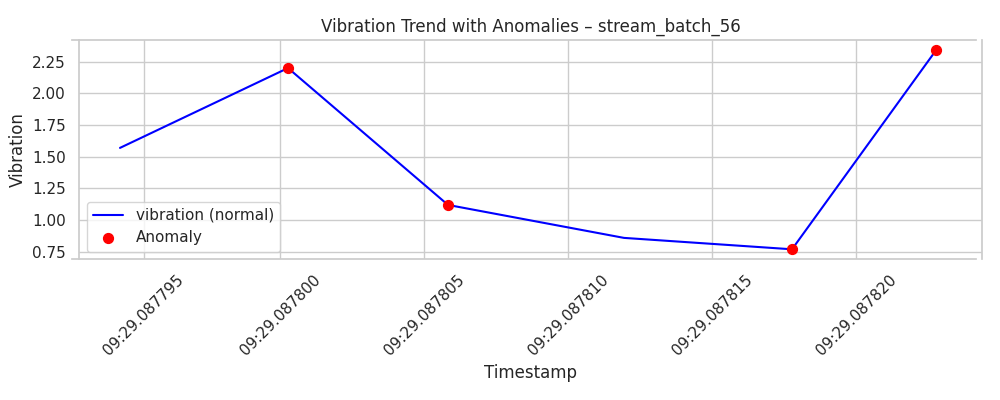 Vibration Trend with Anomalies – stream_batch_56
Vibration
2.25
2.00
1.75
1.50
1.25
1.00
0.75
vibration (normal)
Anomaly
09:29.087795
09:29.087800
09:29.087805
09:29.087810
09:29.087815
09:29.087820
Timestamp